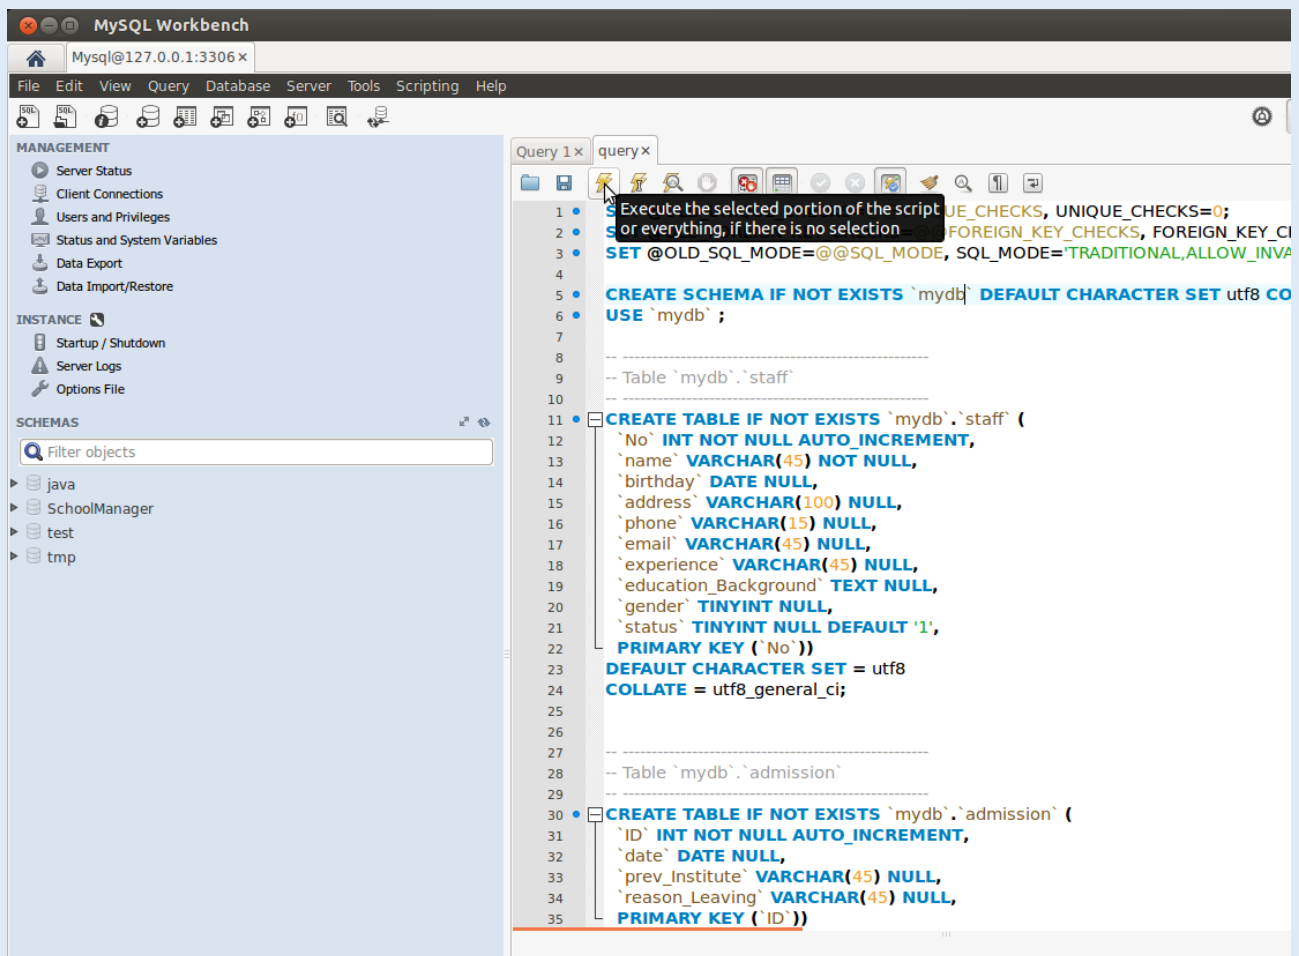 MySQL Workbench
Mysql@127.0.0.1:3306
File Edit View Query Database Server Tools Scripting Help
MANAGEMENT
Server Status
Client Connections
Users and Privileges
Status and System Variables
Data Export
Data Import/Restore
INSTANCE
Startup / Shutdown
Server Logs
Options File
SCHEMAS
Filter objects
java
SchoolManager
test
tmp
Query 1 query
Execute the selected portion of the script
or everything, if there is no selection
1 UE_CHECKS, UNIQUE_CHECKS=0;
2 =@@FOREIGN_KEY_CHECKS, FOREIGN_KEY_C
3 SET @OLD_SQL_MODE=@@SQL_MODE, SQL_MODE='TRADITIONAL,ALLOW_INVA
4
5 CREATE SCHEMA IF NOT EXISTS `mydb` DEFAULT CHARACTER SET utf8 CO
6 USE `mydb` ;
7
8 -- -----------------------------------------------------
9 -- Table `mydb`.`staff`
10 -- -----------------------------------------------------
11 CREATE TABLE IF NOT EXISTS `mydb`.`staff` (
12 `No` INT NOT NULL AUTO_INCREMENT,
13 `name` VARCHAR(45) NOT NULL,
14 `birthday` DATE NULL,
15 `address` VARCHAR(100) NULL,
16 `phone` VARCHAR(15) NULL,
17 `email` VARCHAR(45) NULL,
18 `experience` VARCHAR(45) NULL,
19 `education_Background` TEXT NULL,
20 `gender` TINYINT NULL,
21 `status` TINYINT NULL DEFAULT '1',
22 PRIMARY KEY (`No`))
23 DEFAULT CHARACTER SET = utf8
24 COLLATE = utf8_general_ci;
25
26
27 -- -----------------------------------------------------
28 -- Table `mydb`.`admission`
29 -- -----------------------------------------------------
30 CREATE TABLE IF NOT EXISTS `mydb`.`admission` (
31 `ID` INT NOT NULL AUTO_INCREMENT,
32 `date` DATE NULL,
33 `prev_Institute` VARCHAR(45) NULL,
34 `reason_Leaving` VARCHAR(45) NULL,
35 PRIMARY KEY (`ID`))